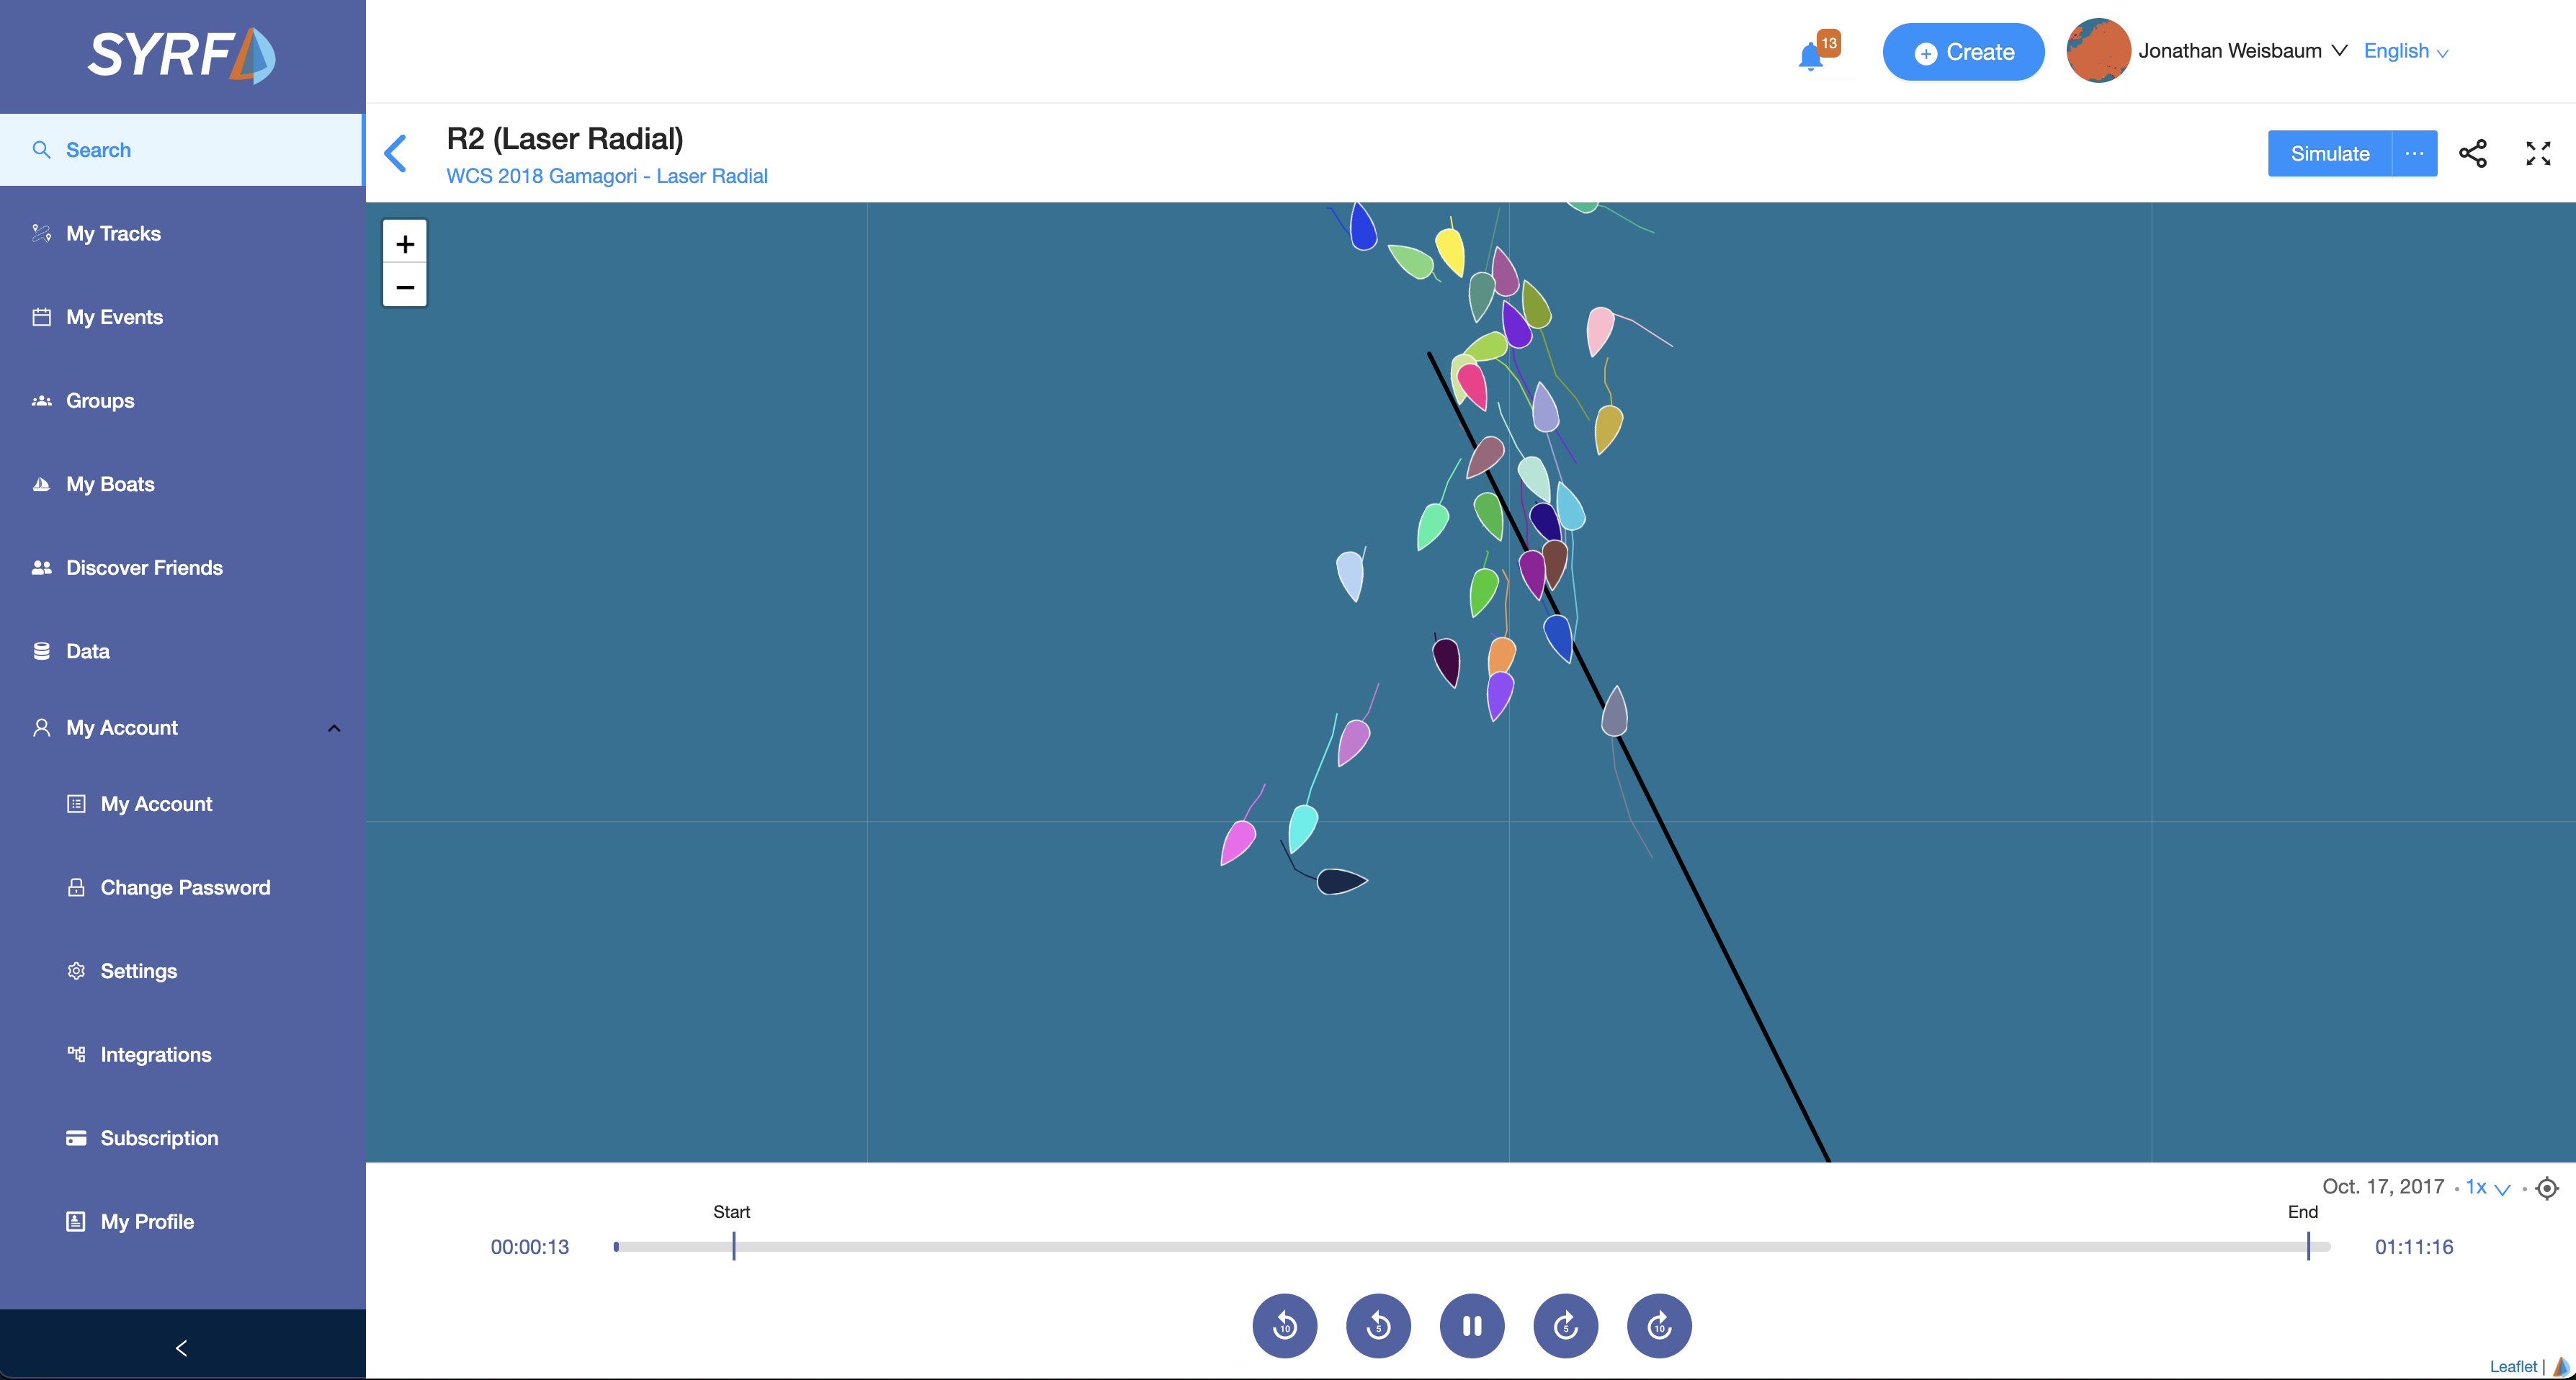 SYRF
13
Create
Jonathan Weisbaum
English
Search
My Tracks
My Events
Groups
My Boats
Discover Friends
Data
My Account
My Account
Change Password
Settings
Integrations
Subscription
My Profile
R2 (Laser Radial)
WCS 2018 Gamagori - Laser Radial
Simulate
+
−
Oct. 17, 2017 • 1x
Start
End
00:00:13
01:11:16
10
5
5
10
Leaflet |